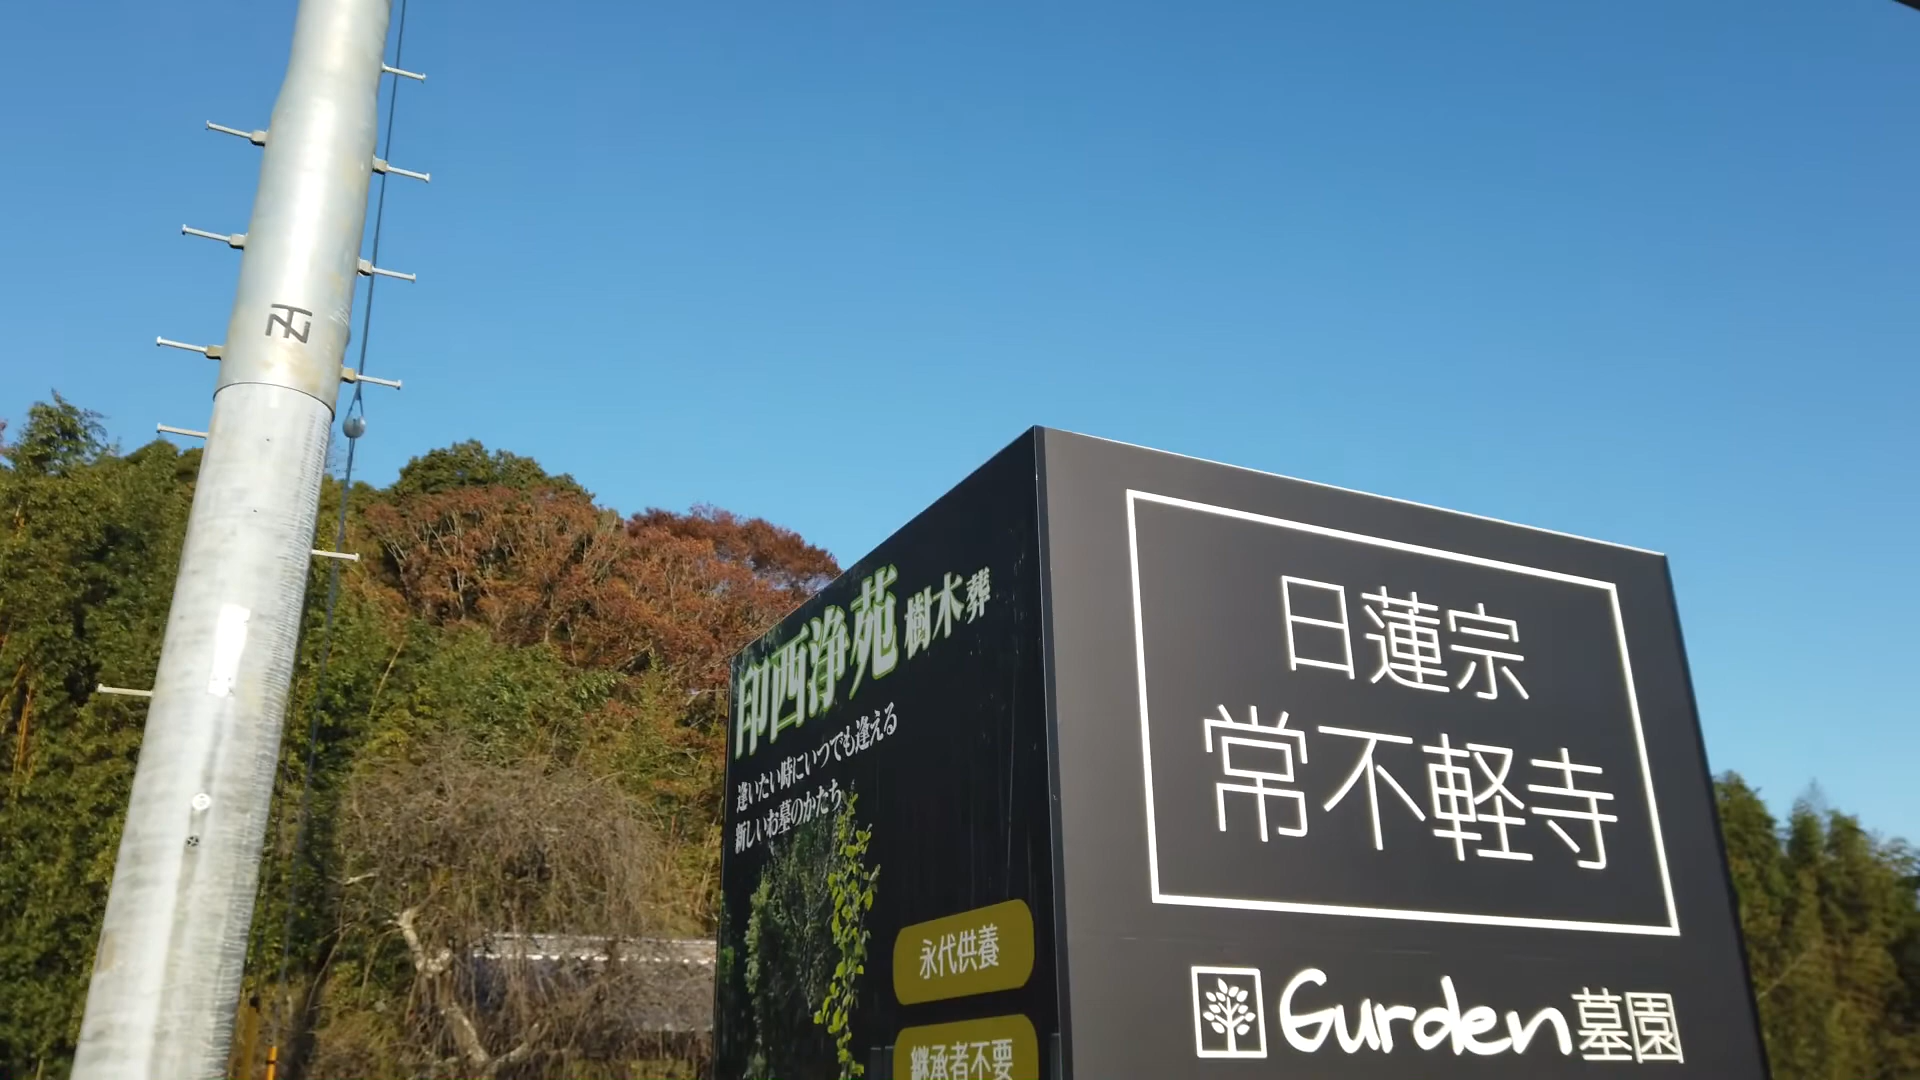 印西浄苑 樹木葬
逢いたい時にいつでも逢える
新しいお墓のかたち
永代供養
継承者不要
日蓮宗
常不軽寺
Gurden墓園